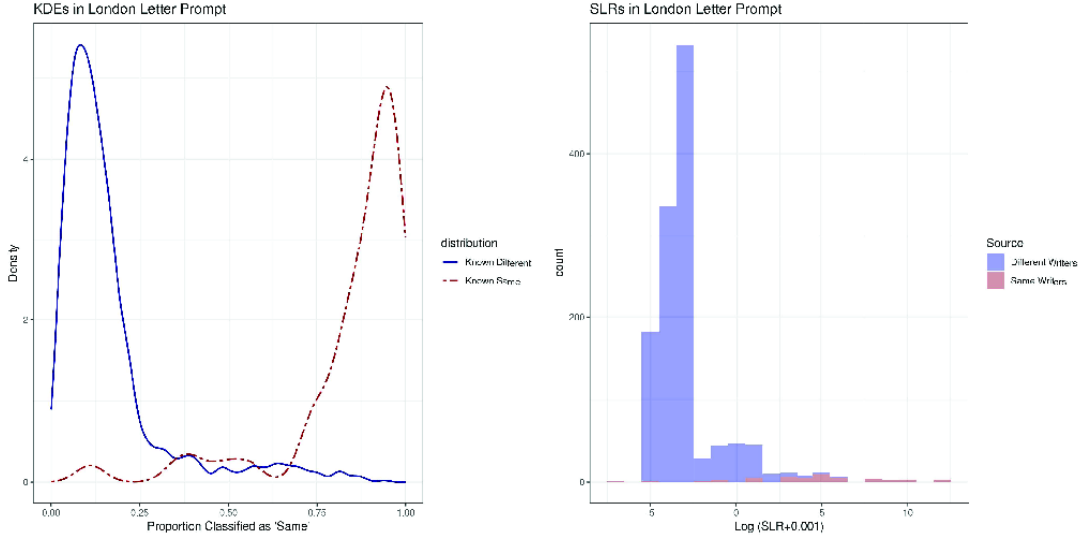 KDEs in London Letter Prompt
4
2
0
Density
0.00 0.25 0.50 0.75 1.00
Proportion Classified as 'Same'
distribution
Known Different
Known Same
SLRs in London Letter Prompt
400
200
0
count
5 0 5 10
Log (SLR+0.001)
Source
Different Writers
Same Writers